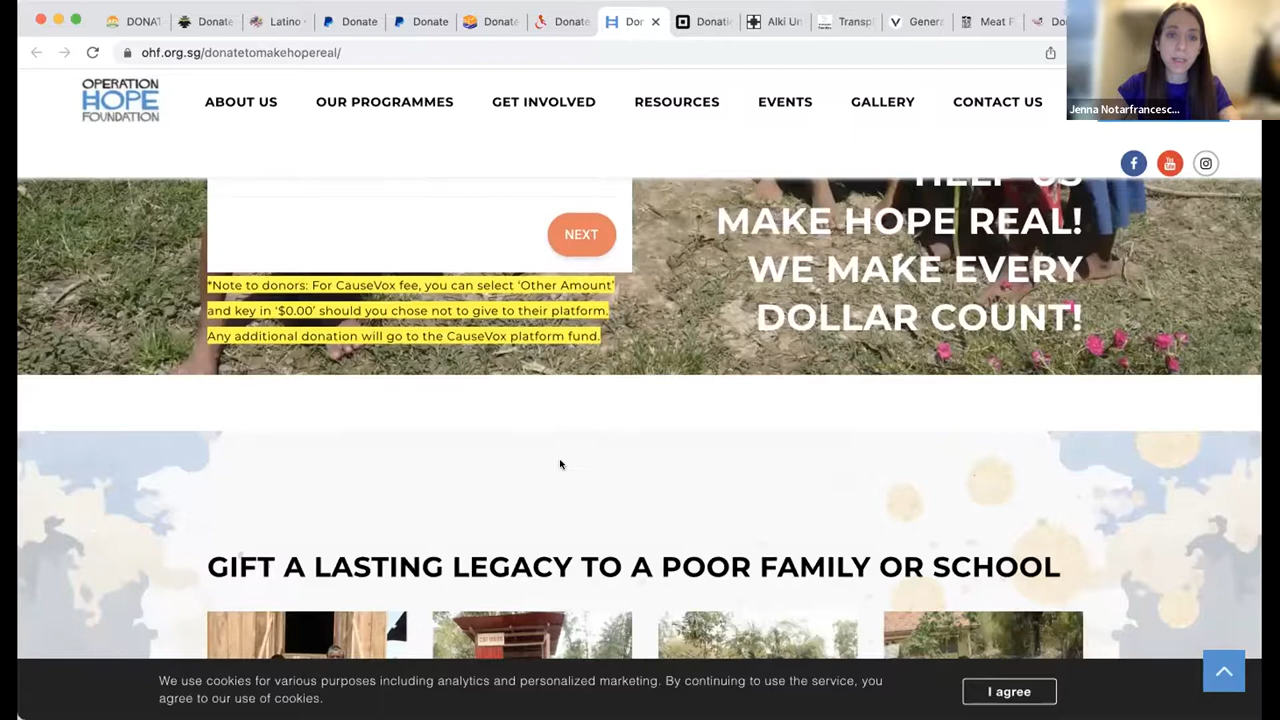 DONAT
Donate
Latino
Donate
Donate
Donate
Donate
Don
Donati
Alki Un
Transpl
Genera
Meat F
Do
ohf.org.sg/donatetomakehopereal/
Jenna Notarfrancesc...
OPERATION
HOPE
FOUNDATION
ABOUT US
OUR PROGRAMMES
GET INVOLVED
RESOURCES
EVENTS
GALLERY
CONTACT US
HELP US
MAKE HOPE REAL!
WE MAKE EVERY
DOLLAR COUNT!
NEXT
*Note to donors: For CauseVox fee, you can select 'Other Amount'
and key in '$0.00' should you chose not to give to their platform.
Any additional donation will go to the CauseVox platform fund.
GIFT A LASTING LEGACY TO A POOR FAMILY OR SCHOOL
We use cookies for various purposes including analytics and personalized marketing. By continuing to use the service, you
agree to our use of cookies.
I agree